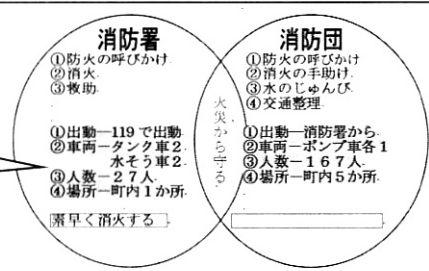 消防署
①防火の呼びかけ
②消火
③救助
①出動―119で出動
②車両―タンク車2
水そう車2
③人数―27人
④場所―町内1か所
素早く消火する
火災から守る
消防団
①防火の呼びかけ
②消火の手助け
③水のじゅんび
④交通整理
①出動―消防署から
②車両―ポンプ車各1
③人数―167人
④場所―町内5か所